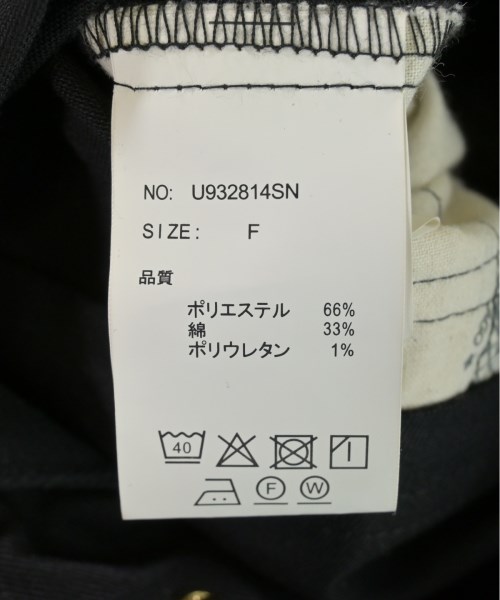 NO: U932814SN
SIZE: F
品質
ポリエステル 66%
綿 33%
ポリウレタン 1%
40
F W